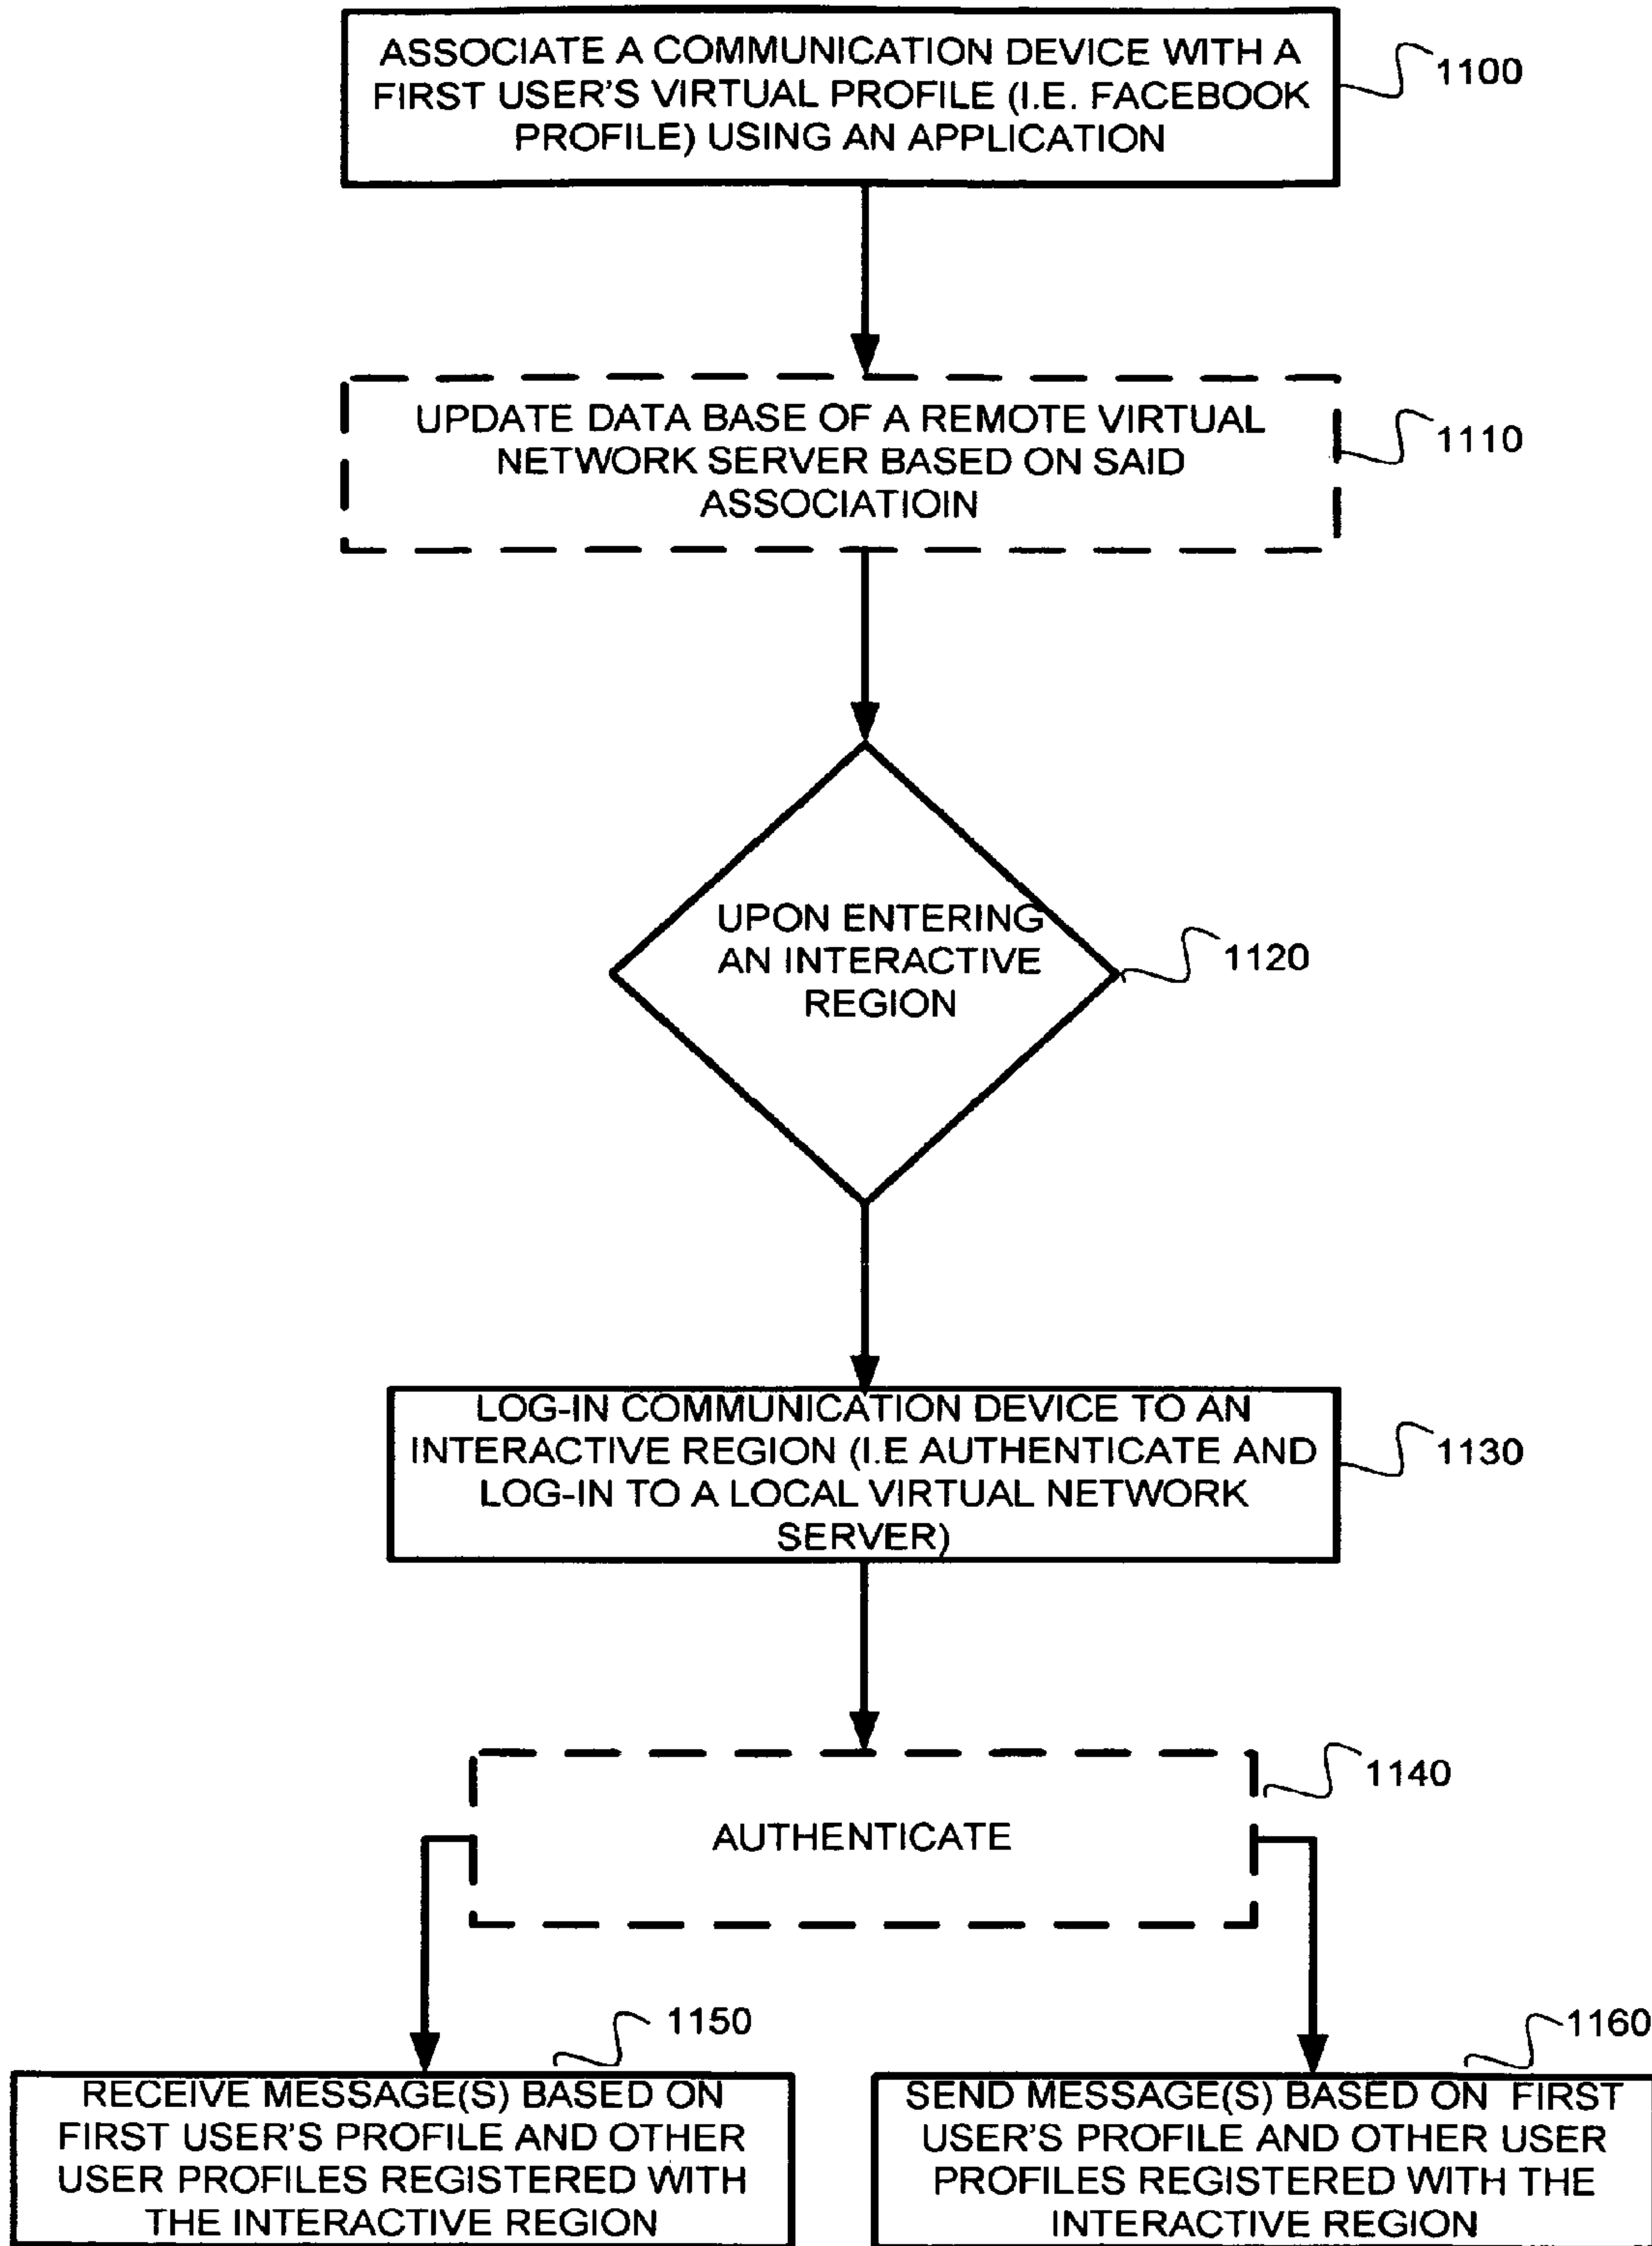 ASSOCIATE A COMMUNICATION DEVICE WITH A
FIRST USER'S VIRTUAL PROFILE (I.E. FACEBOOK
PROFILE) USING AN APPLICATION
1100
UPDATE DATA BASE OF A REMOTE VIRTUAL
NETWORK SERVER BASED ON SAID
ASSOCIATIOIN
1110
UPON ENTERING
AN INTERACTIVE
REGION
1120
LOG-IN COMMUNICATION DEVICE TO AN
INTERACTIVE REGION (I.E AUTHENTICATE AND
LOG-IN TO A LOCAL VIRTUAL NETWORK
SERVER)
1130
AUTHENTICATE
1140
1150
RECEIVE MESSAGE(S) BASED ON
FIRST USER'S PROFILE AND OTHER
USER PROFILES REGISTERED WITH
THE INTERACTIVE REGION
1160
SEND MESSAGE(S) BASED ON FIRST
USER'S PROFILE AND OTHER USER
PROFILES REGISTERED WITH THE
INTERACTIVE REGION